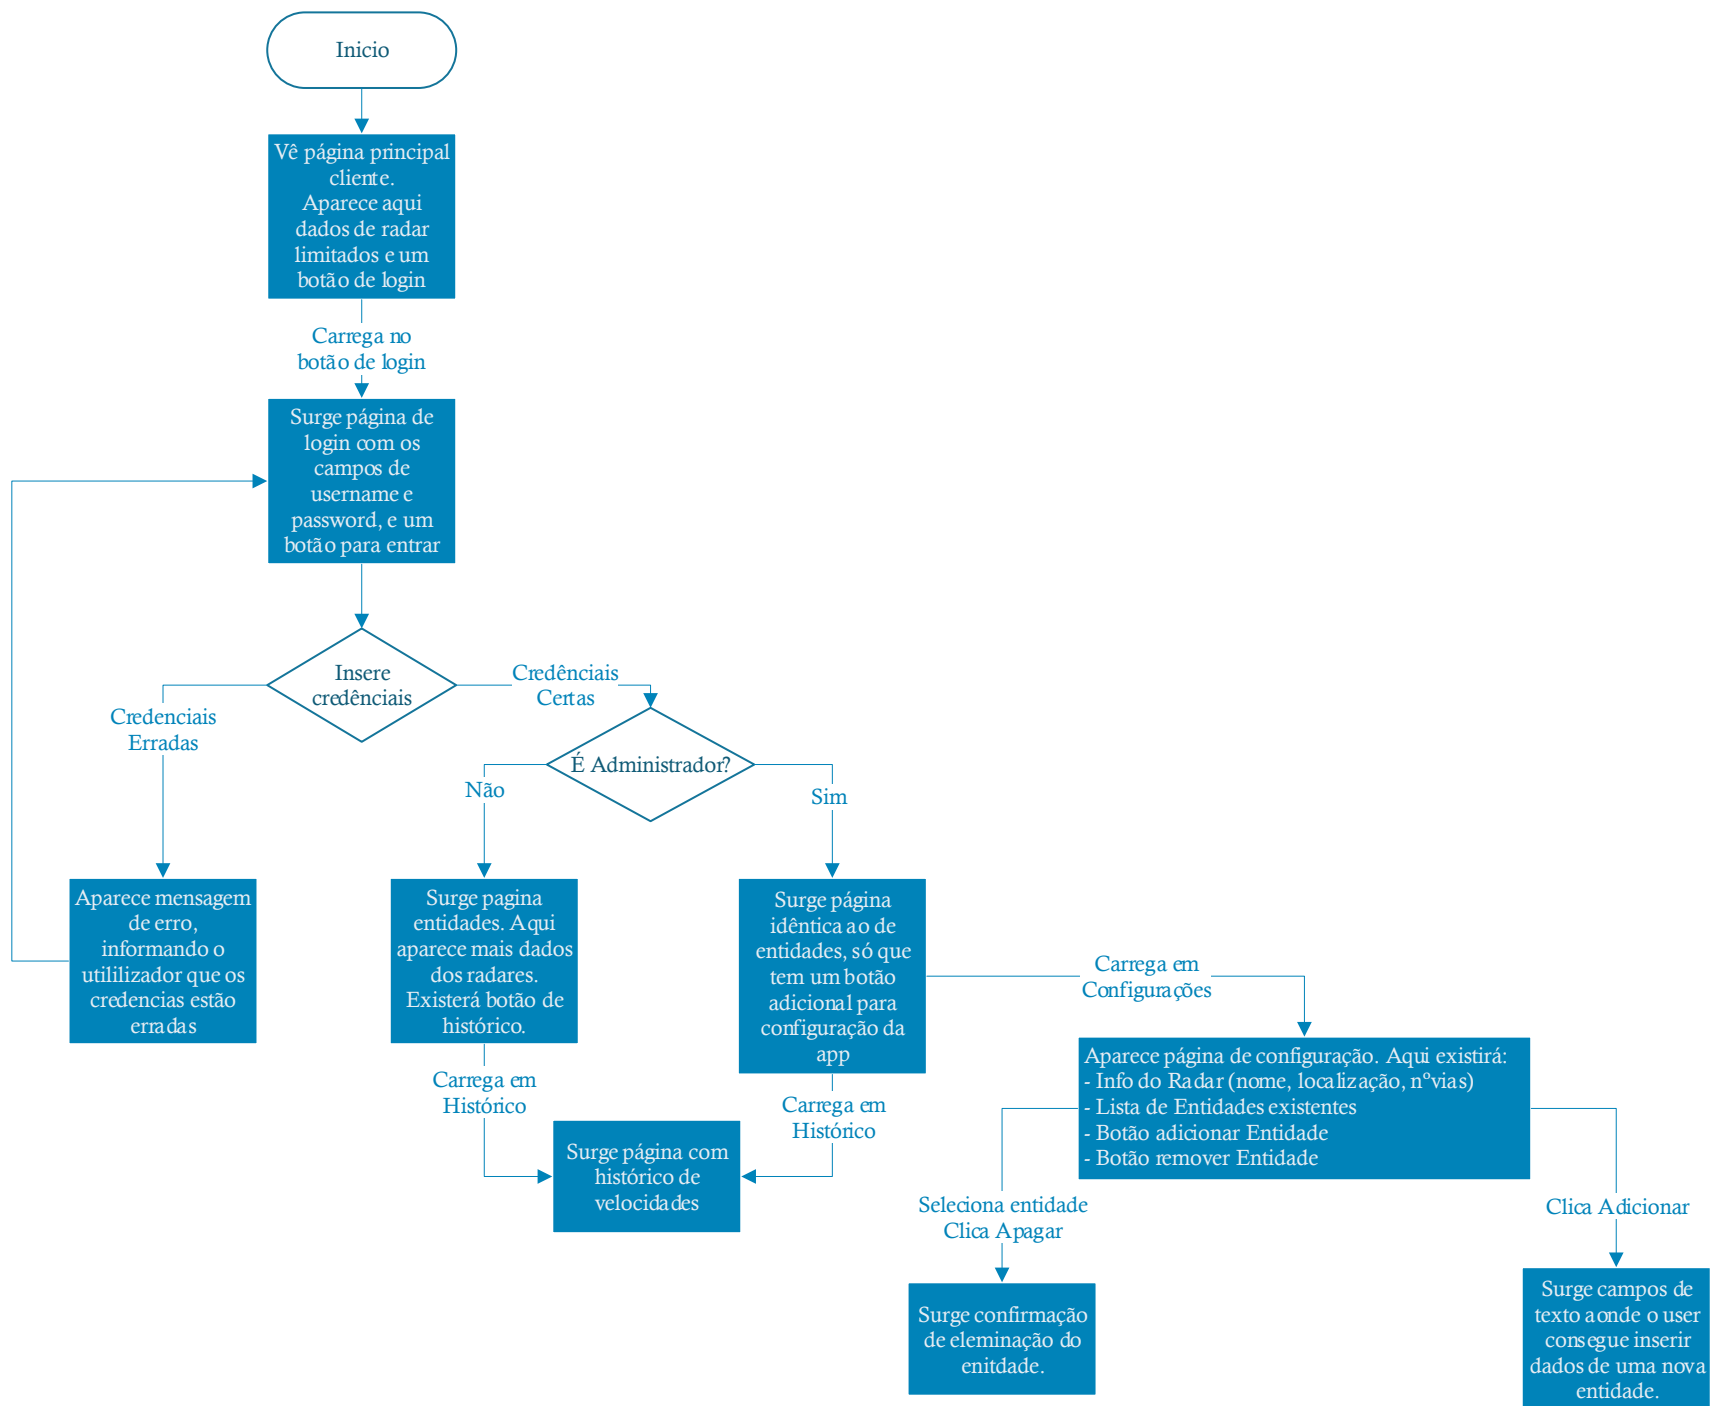 Inicio
Vê página principal
cliente.
Aparece aqui
dados de radar
limitados e um
botão de login
Carrega no
botão de login
Surge página de
login com os
campos de
username e
password, e um
botão para entrar
Insere
credênciais
Credênciais
Certas
Credenciais
Erradas
É Administrador?
Não
Sim
Aparece mensagem
de erro,
informando o
utililizador que os
credencias estão
erradas
Surge pagina
entidades. Aqui
aparece mais dados
dos radares.
Existerá botão de
histórico.
Surge página
idêntica ao de
entidades, só que
tem um botão
adicional para
configuração da
app
Carrega em
Configurações
Carrega em
Histórico
Carrega em
Histórico
Surge página com
histórico de
velocidades
Aparece página de configuração. Aqui existirá:
- Info do Radar (nome, localização, nºvias)
- Lista de Entidades existentes
- Botão adicionar Entidade
- Botão remover Entidade
Seleciona entidade
Clica Apagar
Clica Adicionar
Surge confirmação
de eleminação do
enitdade.
Surge campos de
texto aonde o user
consegue inserir
dados de uma nova
entidade.